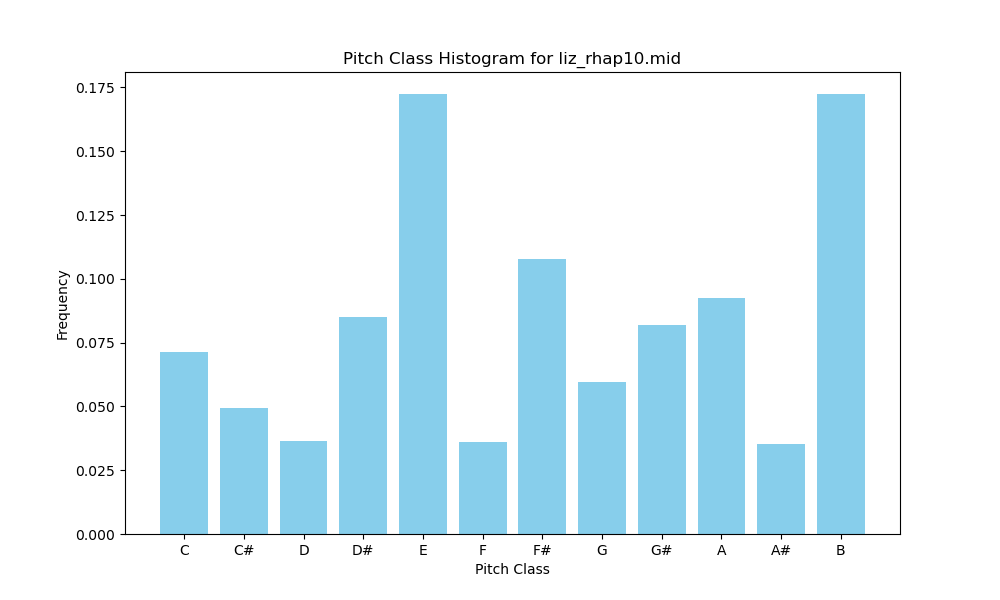 Pitch Class Histogram for liz_rhap10.mid
0.175
0.150
0.125
0.100
0.075
0.050
0.025
0.000
Frequency
C C# D D# E F F# G G# A A# B
Pitch Class